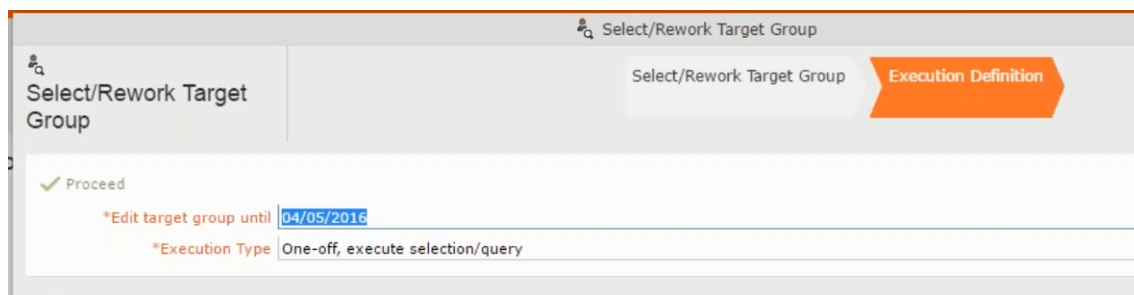 Select/Rework Target Group
Select/Rework Target
Group
Select/Rework Target Group
Execution Definition
Proceed
*Edit target group until 04/05/2016
*Execution Type One-off, execute selection/query